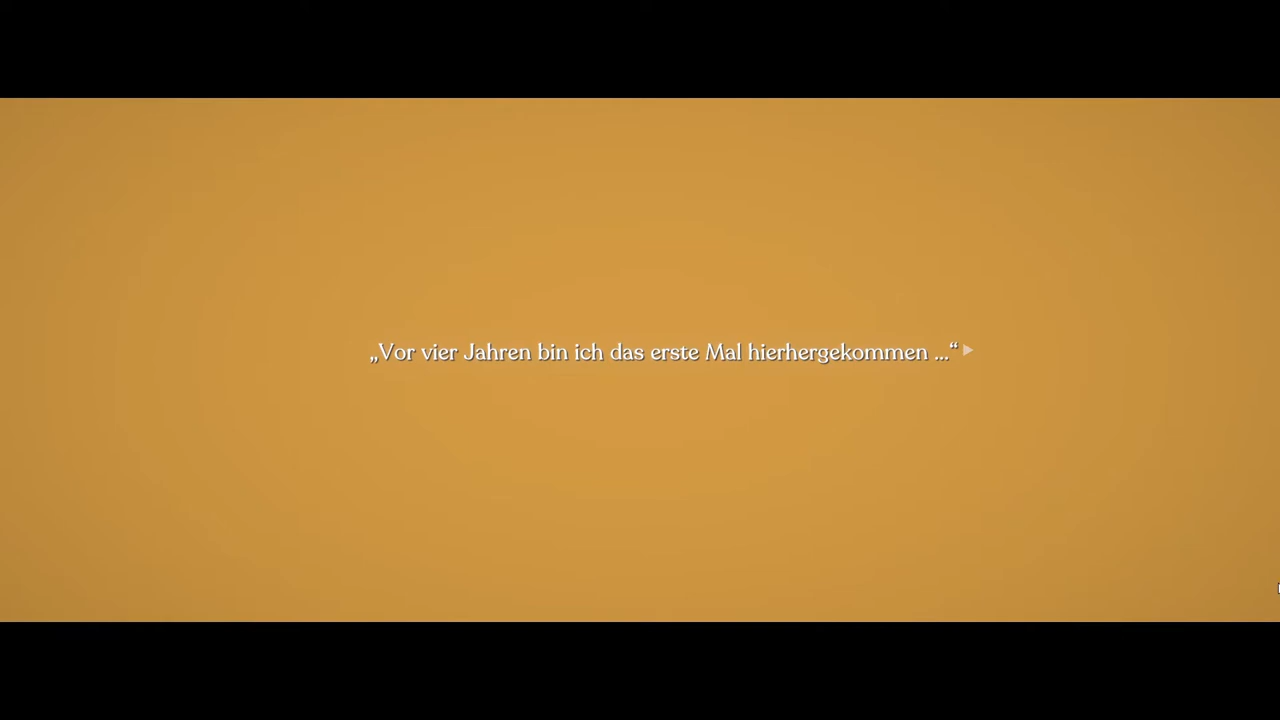 „Vor vier Jahren bin ich das erste Mal hierhergekommen ...“